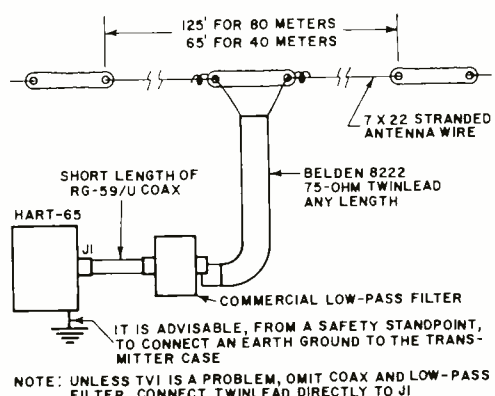 125' FOR 80 METERS
65' FOR 40 METERS
7 X 22 STRANDED
ANTENNA WIRE
BELDEN 8222
75-OHM TWINLEAD
ANY LENGTH
SHORT LENGTH OF
RG-59/U COAX
HART-65
J1
COMMERCIAL LOW-PASS FILTER
IT IS ADVISABLE, FROM A SAFETY STANDPOINT,
TO CONNECT AN EARTH GROUND TO THE TRANS-
MITTER CASE
NOTE: UNLESS TVI IS A PROBLEM, OMIT COAX AND LOW-PASS
FILTER, CONNECT TWINLEAD DIRECTLY TO J1